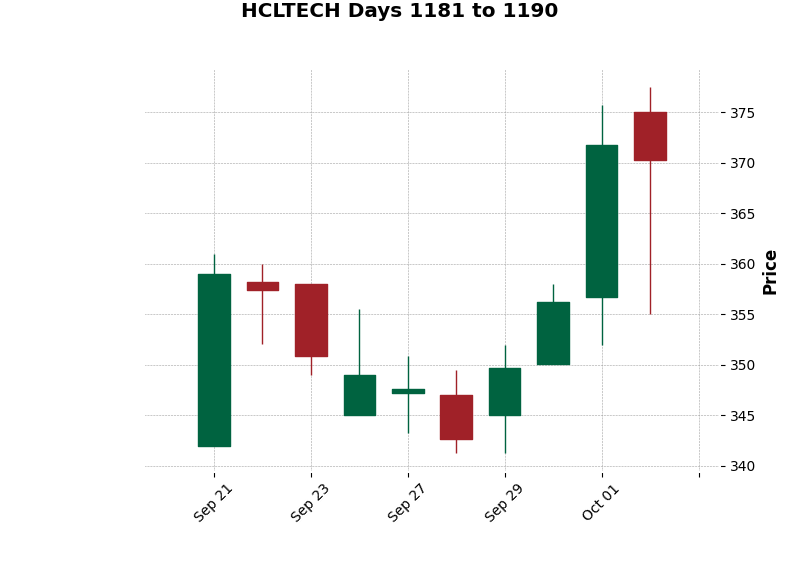 HCLTECH Days 1181 to 1190
375
370
365
360
355
350
345
340
Price
Sep 21
Sep 23
Sep 27
Sep 29
Oct 01